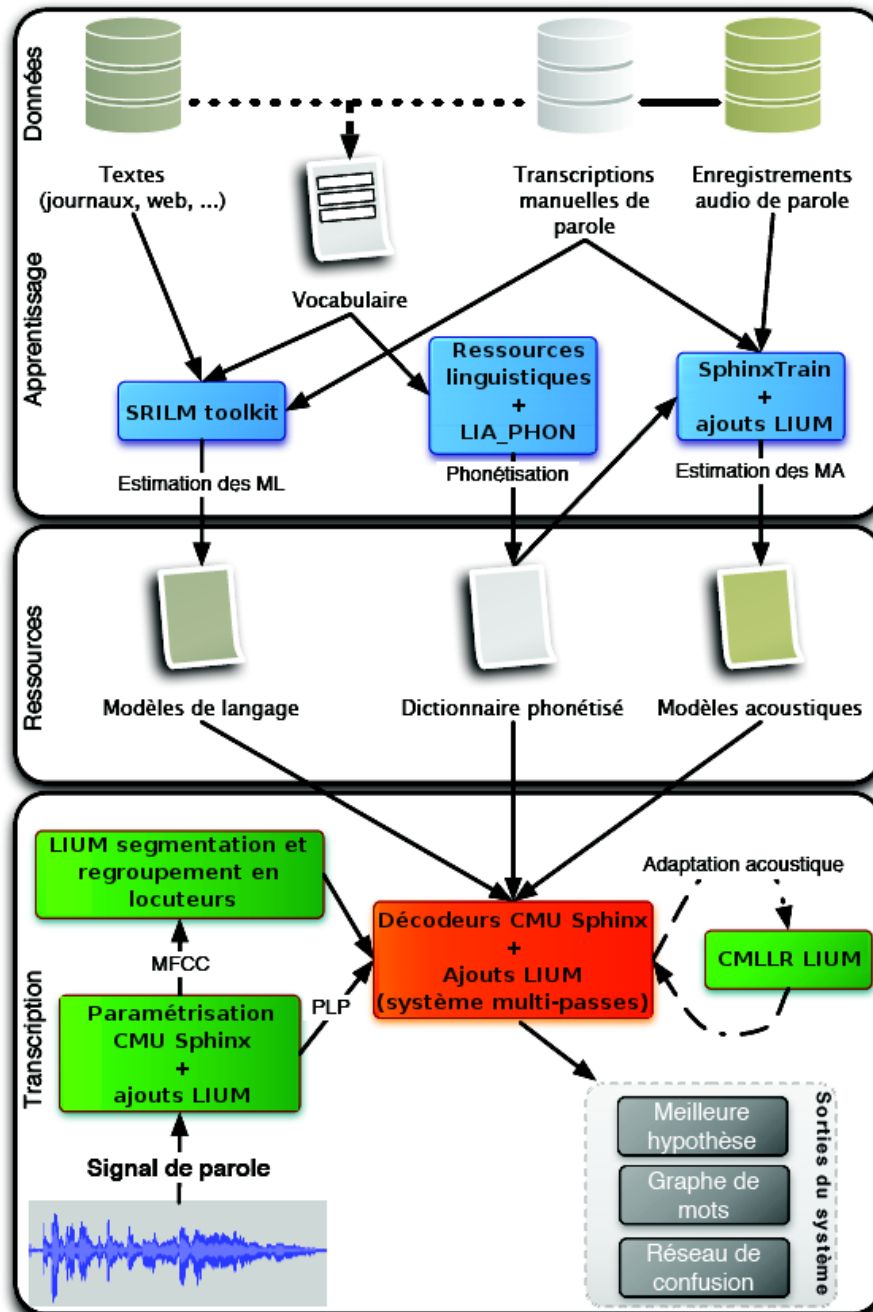 Données
Textes
(journaux, web, ...)
Transcriptions
manuelles de
parole
Enregistrements
audio de parole
Apprentissage
Vocabulaire
SRILM toolkit
Ressources
linguistiques
+
LIA_PHON
SphinxTrain
+
ajouts LIUM
Estimation des ML
Phonétisation
Estimation des MA
Ressources
Modèles de langage
Dictionnaire phonétisé
Modèles acoustiques
Transcription
LIUM segmentation et
regroupement en
locuteurs
MFCC
PLP
Paramétrisation
CMU Sphinx
+
ajouts LIUM
Signal de parole
Décodeurs CMU Sphinx
+
Ajouts LIUM
(système multi-passes)
Adaptation acoustique
CMLLR LIUM
Sorties du système
Meilleure
hypothèse
Graphe de
mots
Réseau de
confusion